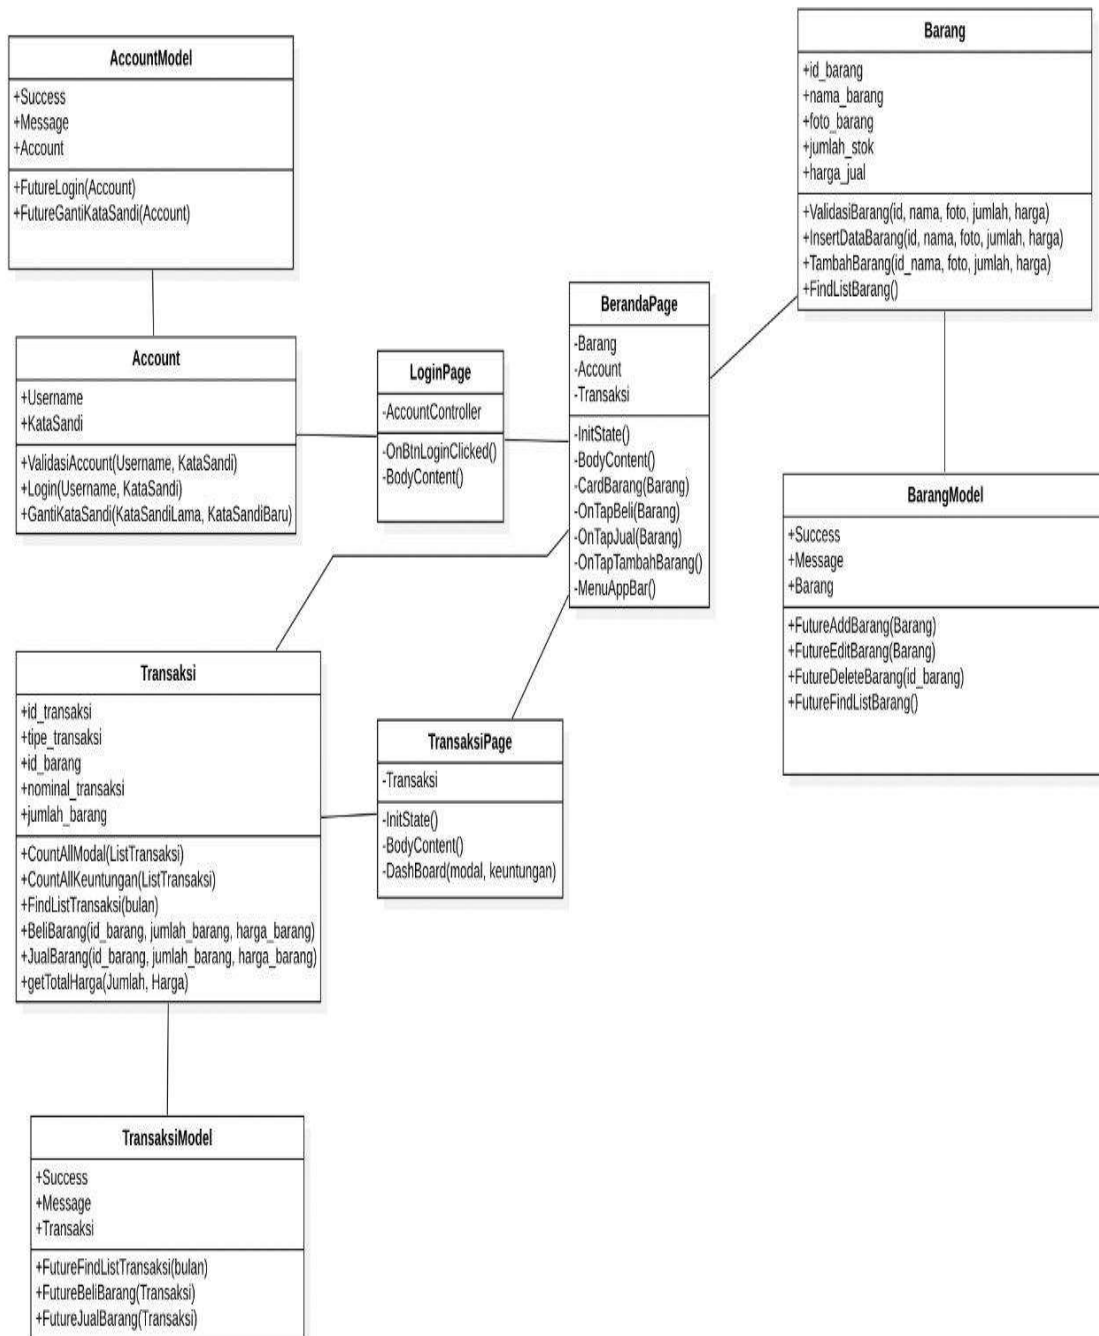 AccountModel
+Success
+Message
+Account
+FutureLogin(Account)
+FutureGantiKataSandi(Account)
Barang
+id_barang
+nama_barang
+foto_barang
+jumlah_stok
+harga_jual
+ValidasiBarang(id, nama, foto, jumlah, harga)
+InsertDataBarang(id, nama, foto, jumlah, harga)
+TambahBarang(id_nama, foto, jumlah, harga)
+FindListBarang()
Account
+Username
+KataSandi
+ValidasiAccount(Username, KataSandi)
+Login(Username, KataSandi)
+GantiKataSandi(KataSandiLama, KataSandiBaru)
LoginPage
-AccountController
-OnBtnLoginClicked()
-BodyContent()
BerandaPage
-Barang
-Account
-Transaksi
-InitState()
-BodyContent()
-CardBarang(Barang)
-OnTapBeli(Barang)
-OnTapJual(Barang)
-OnTapTambahBarang()
-MenuAppBar()
BarangModel
+Success
+Message
+Barang
+FutureAddBarang(Barang)
+FutureEditBarang(Barang)
+FutureDeleteBarang(id_barang)
+FutureFindListBarang()
Transaksi
+id_transaksi
+tipe_transaksi
+id_barang
+nominal_transaksi
+jumlah_barang
+CountAllModal(ListTransaksi)
+CountAllKeuntungan(ListTransaksi)
+FindListTransaksi(bulan)
+BeliBarang(id_barang, jumlah_barang, harga_barang)
+JualBarang(id_barang, jumlah_barang, harga_barang)
+getTotalHarga(Jumlah, Harga)
TransaksiPage
-Transaksi
-InitState()
-BodyContent()
-DashBoard(modal, keuntungan)
TransaksiModel
+Success
+Message
+Transaksi
+FutureFindListTransaksi(bulan)
+FutureBeliBarang(Transaksi)
+FutureJualBarang(Transaksi)